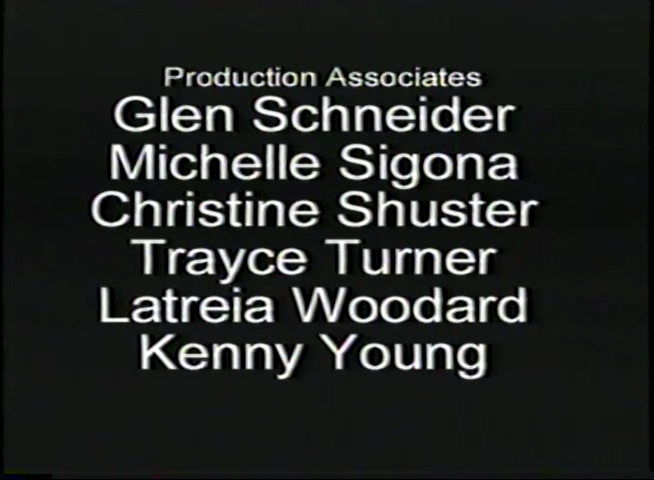 Production Associates
Glen Schneider
Michelle Sigona
Christine Shuster
Trayce Turner
Latreia Woodard
Kenny Young